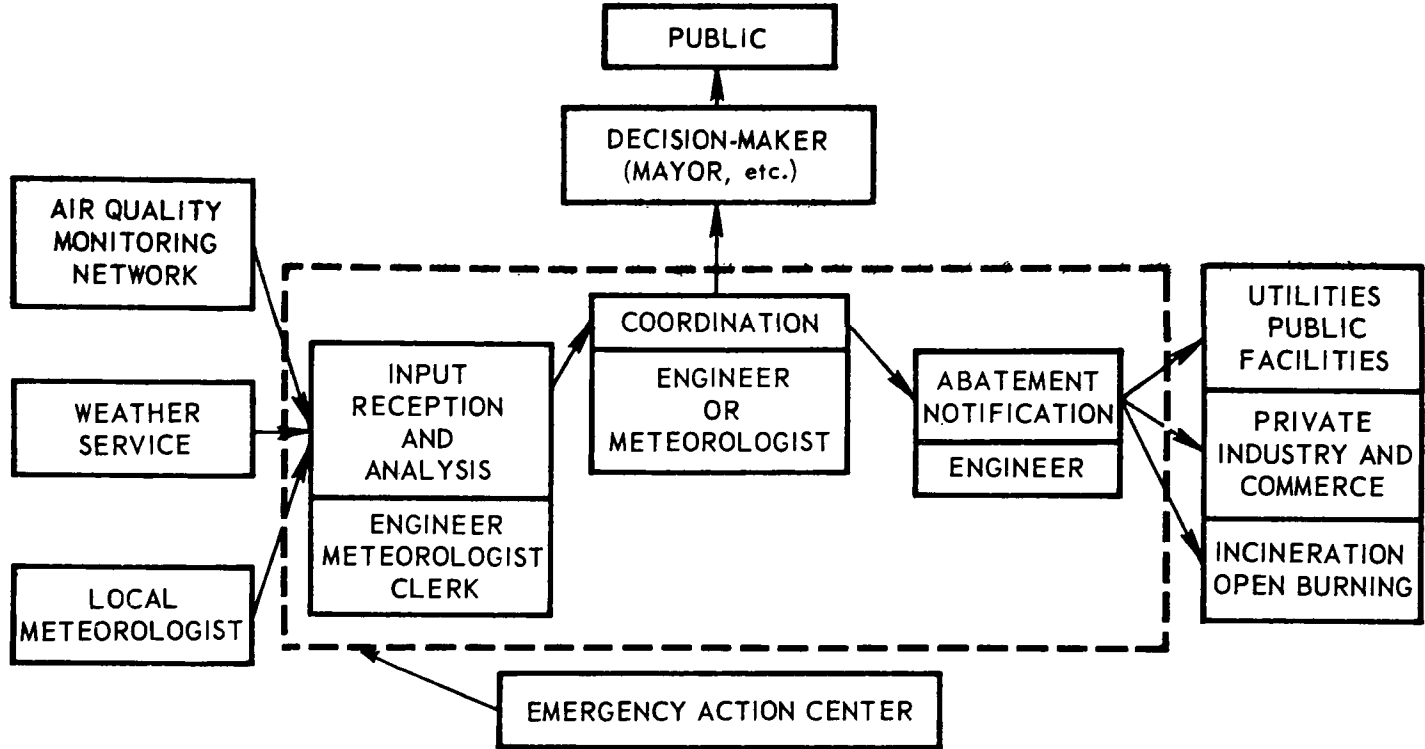 PUBLIC
DECISION-MAKER
(MAYOR, etc.)
AIR QUALITY
MONITORING
NETWORK
WEATHER
SERVICE
LOCAL
METEOROLOGIST
INPUT
RECEPTION
AND
ANALYSIS
ENGINEER
METEOROLOGIST
CLERK
COORDINATION
ENGINEER
OR
METEOROLOGIST
ABATEMENT
NOTIFICATION
ENGINEER
UTILITIES
PUBLIC
FACILITIES
PRIVATE
INDUSTRY AND
COMMERCE
INCINERATION
OPEN BURNING
EMERGENCY ACTION CENTER